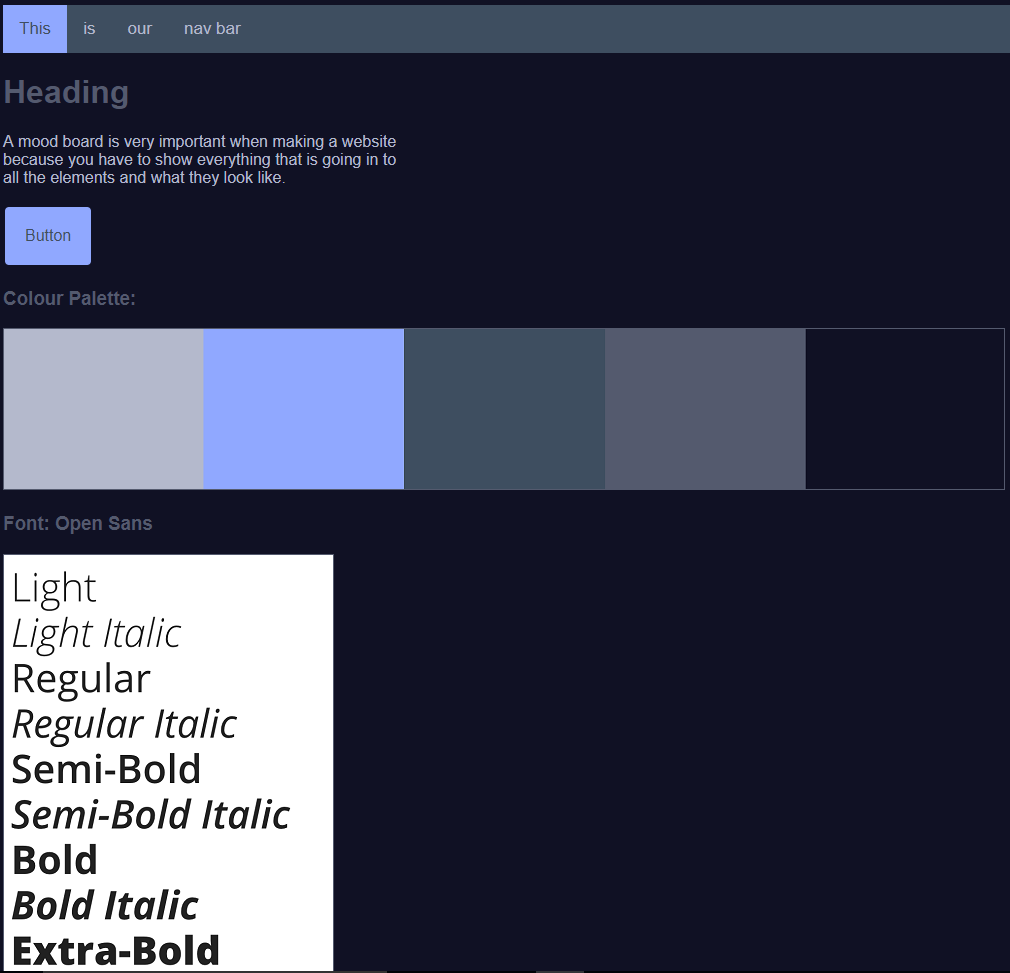 This is our nav bar
Heading
A mood board is very important when making a website
because you have to show everything that is going in to
all the elements and what they look like.
Button
Colour Palette:
Font: Open Sans
Light
Light Italic
Regular
Regular Italic
Semi-Bold
Semi-Bold Italic
Bold
Bold Italic
Extra-Bold